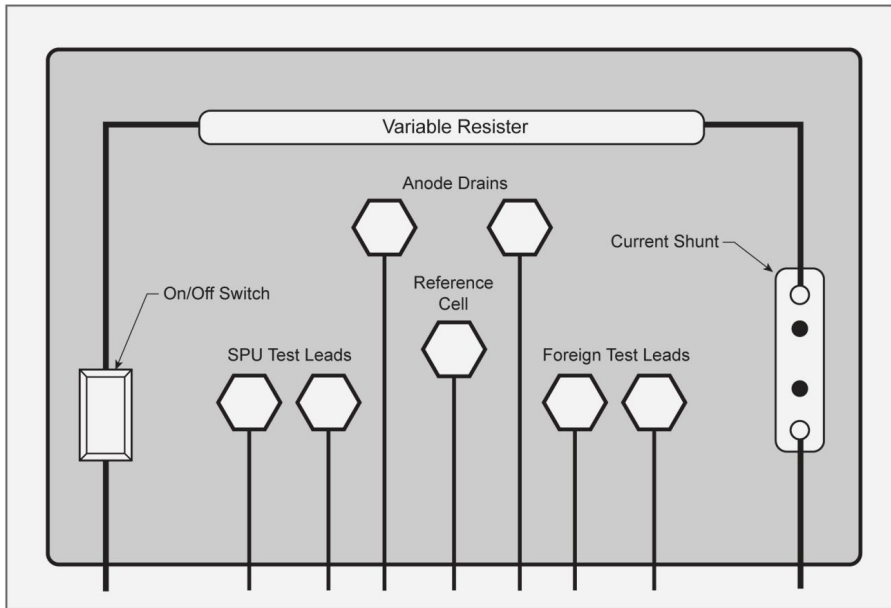 Variable Resister
Anode Drains
Current Shunt
Reference
Cell
On/Off Switch
SPU Test Leads
Foreign Test Leads